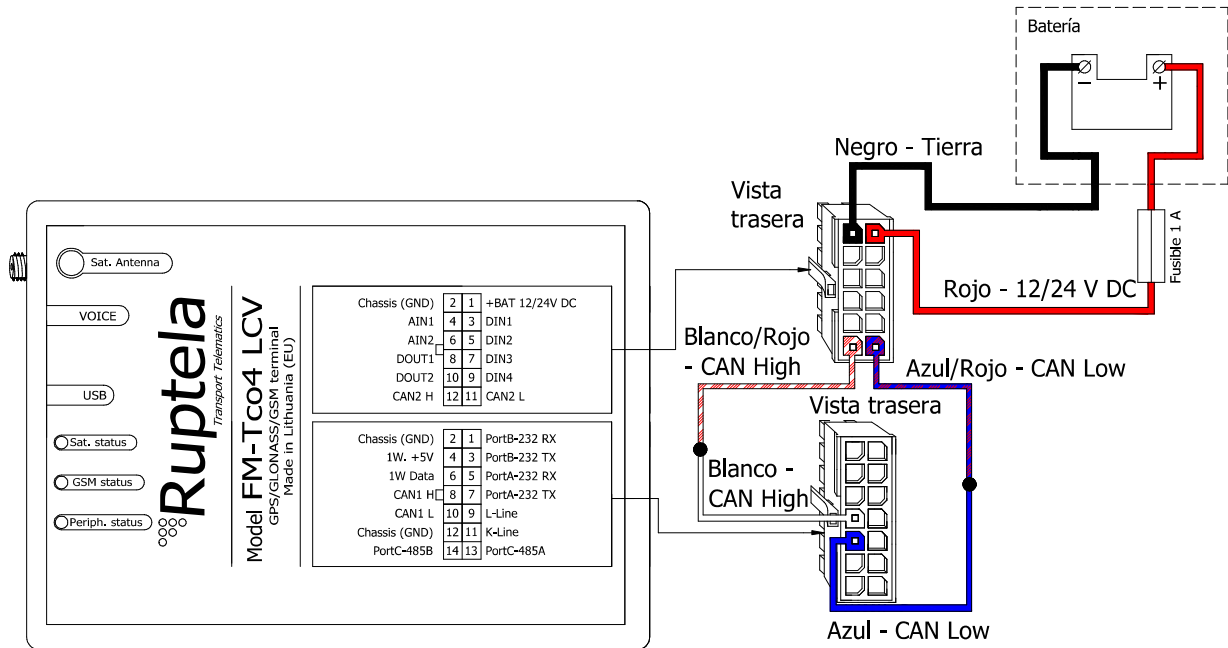 Batería
−
+
Negro - Tierra
Vista
trasera
Fusible 1 A
Rojo - 12/24 V DC
Blanco/Rojo
- CAN High
Azul/Rojo - CAN Low
Vista trasera
Blanco -
CAN High
Azul - CAN Low
Sat. Antenna
VOICE
USB
Sat. status
GSM status
Periph. status
Ruptela
Transport Telematics
Model FM-Tco4 LCV
GPS/GLONASS/GSM terminal
Made in Lithuania (EU)
Chassis (GND) 2 1 +BAT 12/24V DC
AIN1 4 3 DIN1
AIN2 6 5 DIN2
DOUT1 8 7 DIN3
DOUT2 10 9 DIN4
CAN2 H 12 11 CAN2 L
Chassis (GND) 2 1 PortB-232 RX
1W. +5V 4 3 PortB-232 TX
1W Data 6 5 PortA-232 RX
CAN1 H 8 7 PortA-232 TX
CAN1 L 10 9 L-Line
Chassis (GND) 12 11 K-Line
PortC-485B 14 13 PortC-485A